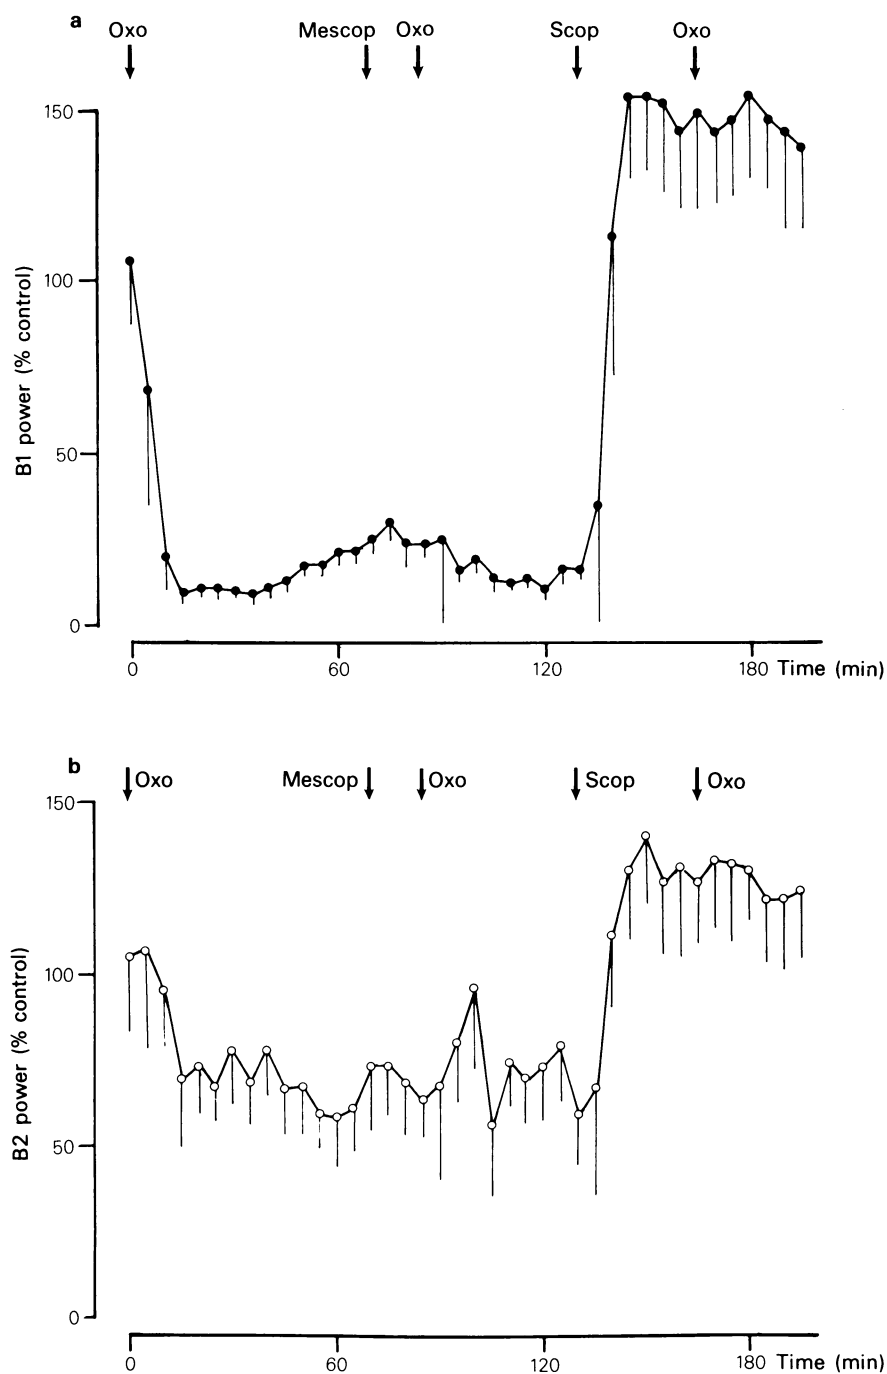 a
Oxo Mescop Oxo Scop Oxo
150
100
50
0
B1 power (% control)
0 60 120 180 Time (min)
b
Oxo Mescop Oxo Scop Oxo
150
100
50
0
B2 power (% control)
0 60 120 180 Time (min)